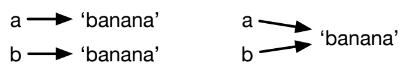 a ‘banana’
b ‘banana’
a
b
‘banana’